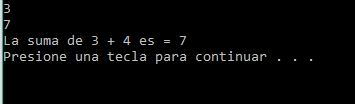 3
7
La suma de 3 + 4 es = 7
Presione una tecla para continuar . . .